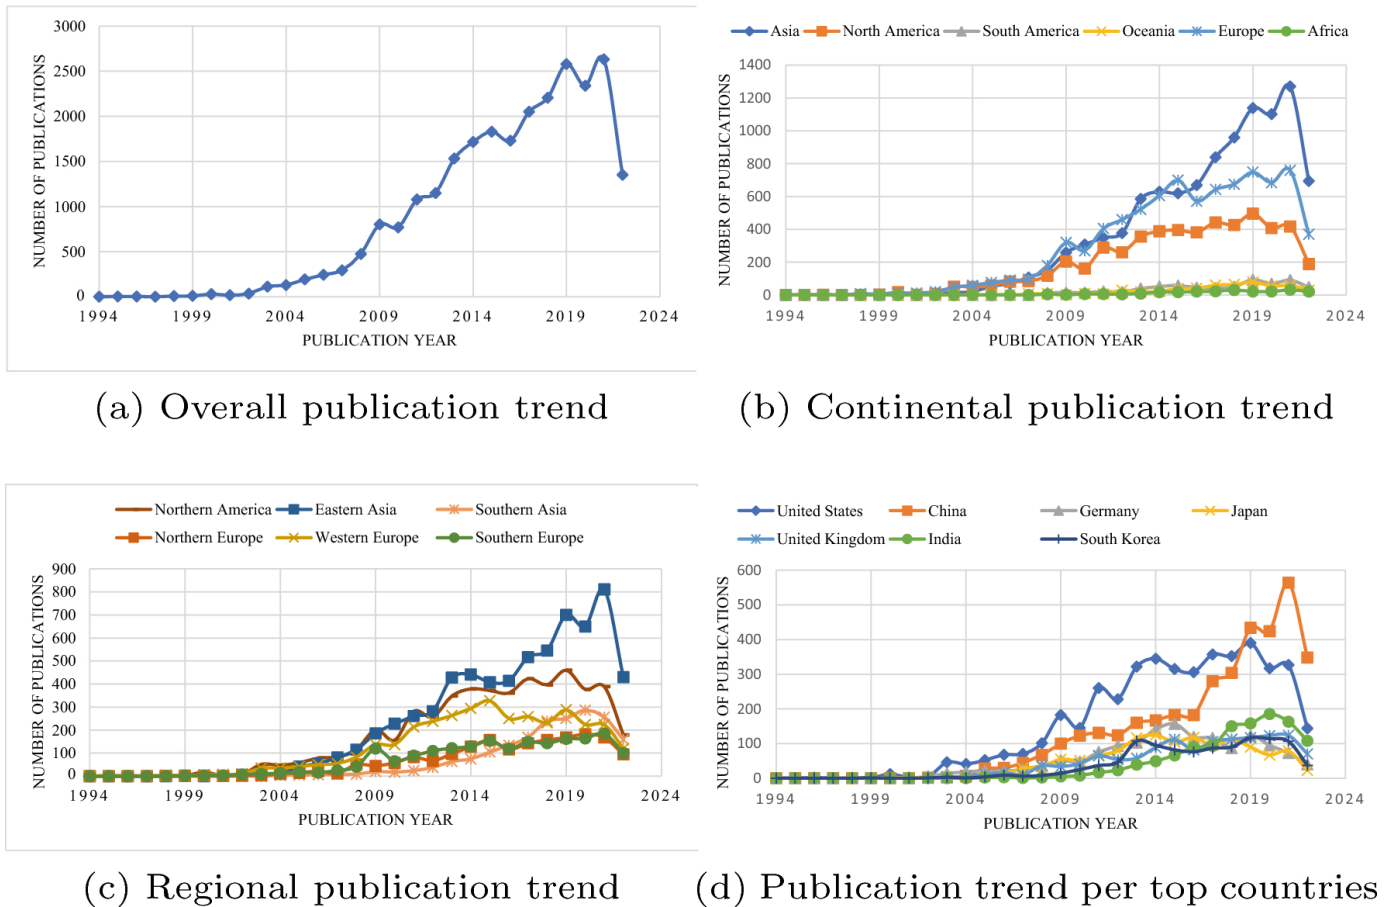 3000
2500
2000
1500
1000
500
0
1994 1999 2004 2009 2014 2019 2024
NUMBER OF PUBLICATIONS
PUBLICATION YEAR
(a) Overall publication trend
Asia North America South America Oceania Europe Africa
1400
1200
1000
800
600
400
200
0
1994 1999 2004 2009 2014 2019 2024
NUMBER OF PUBLICATIONS
PUBLICATION YEAR
(b) Continental publication trend
Northern America Eastern Asia Southern Asia
Northern Europe Western Europe Southern Europe
900
800
700
600
500
400
300
200
100
0
1994 1999 2004 2009 2014 2019 2024
NUMBER OF PUBLICATIONS
PUBLICATION YEAR
(c) Regional publication trend
United States China Germany Japan
United Kingdom India South Korea
600
500
400
300
200
100
0
1994 1999 2004 2009 2014 2019 2024
NUMBER OF PUBLICATIONS
PUBLICATION YEAR
(d) Publication trend per top countries